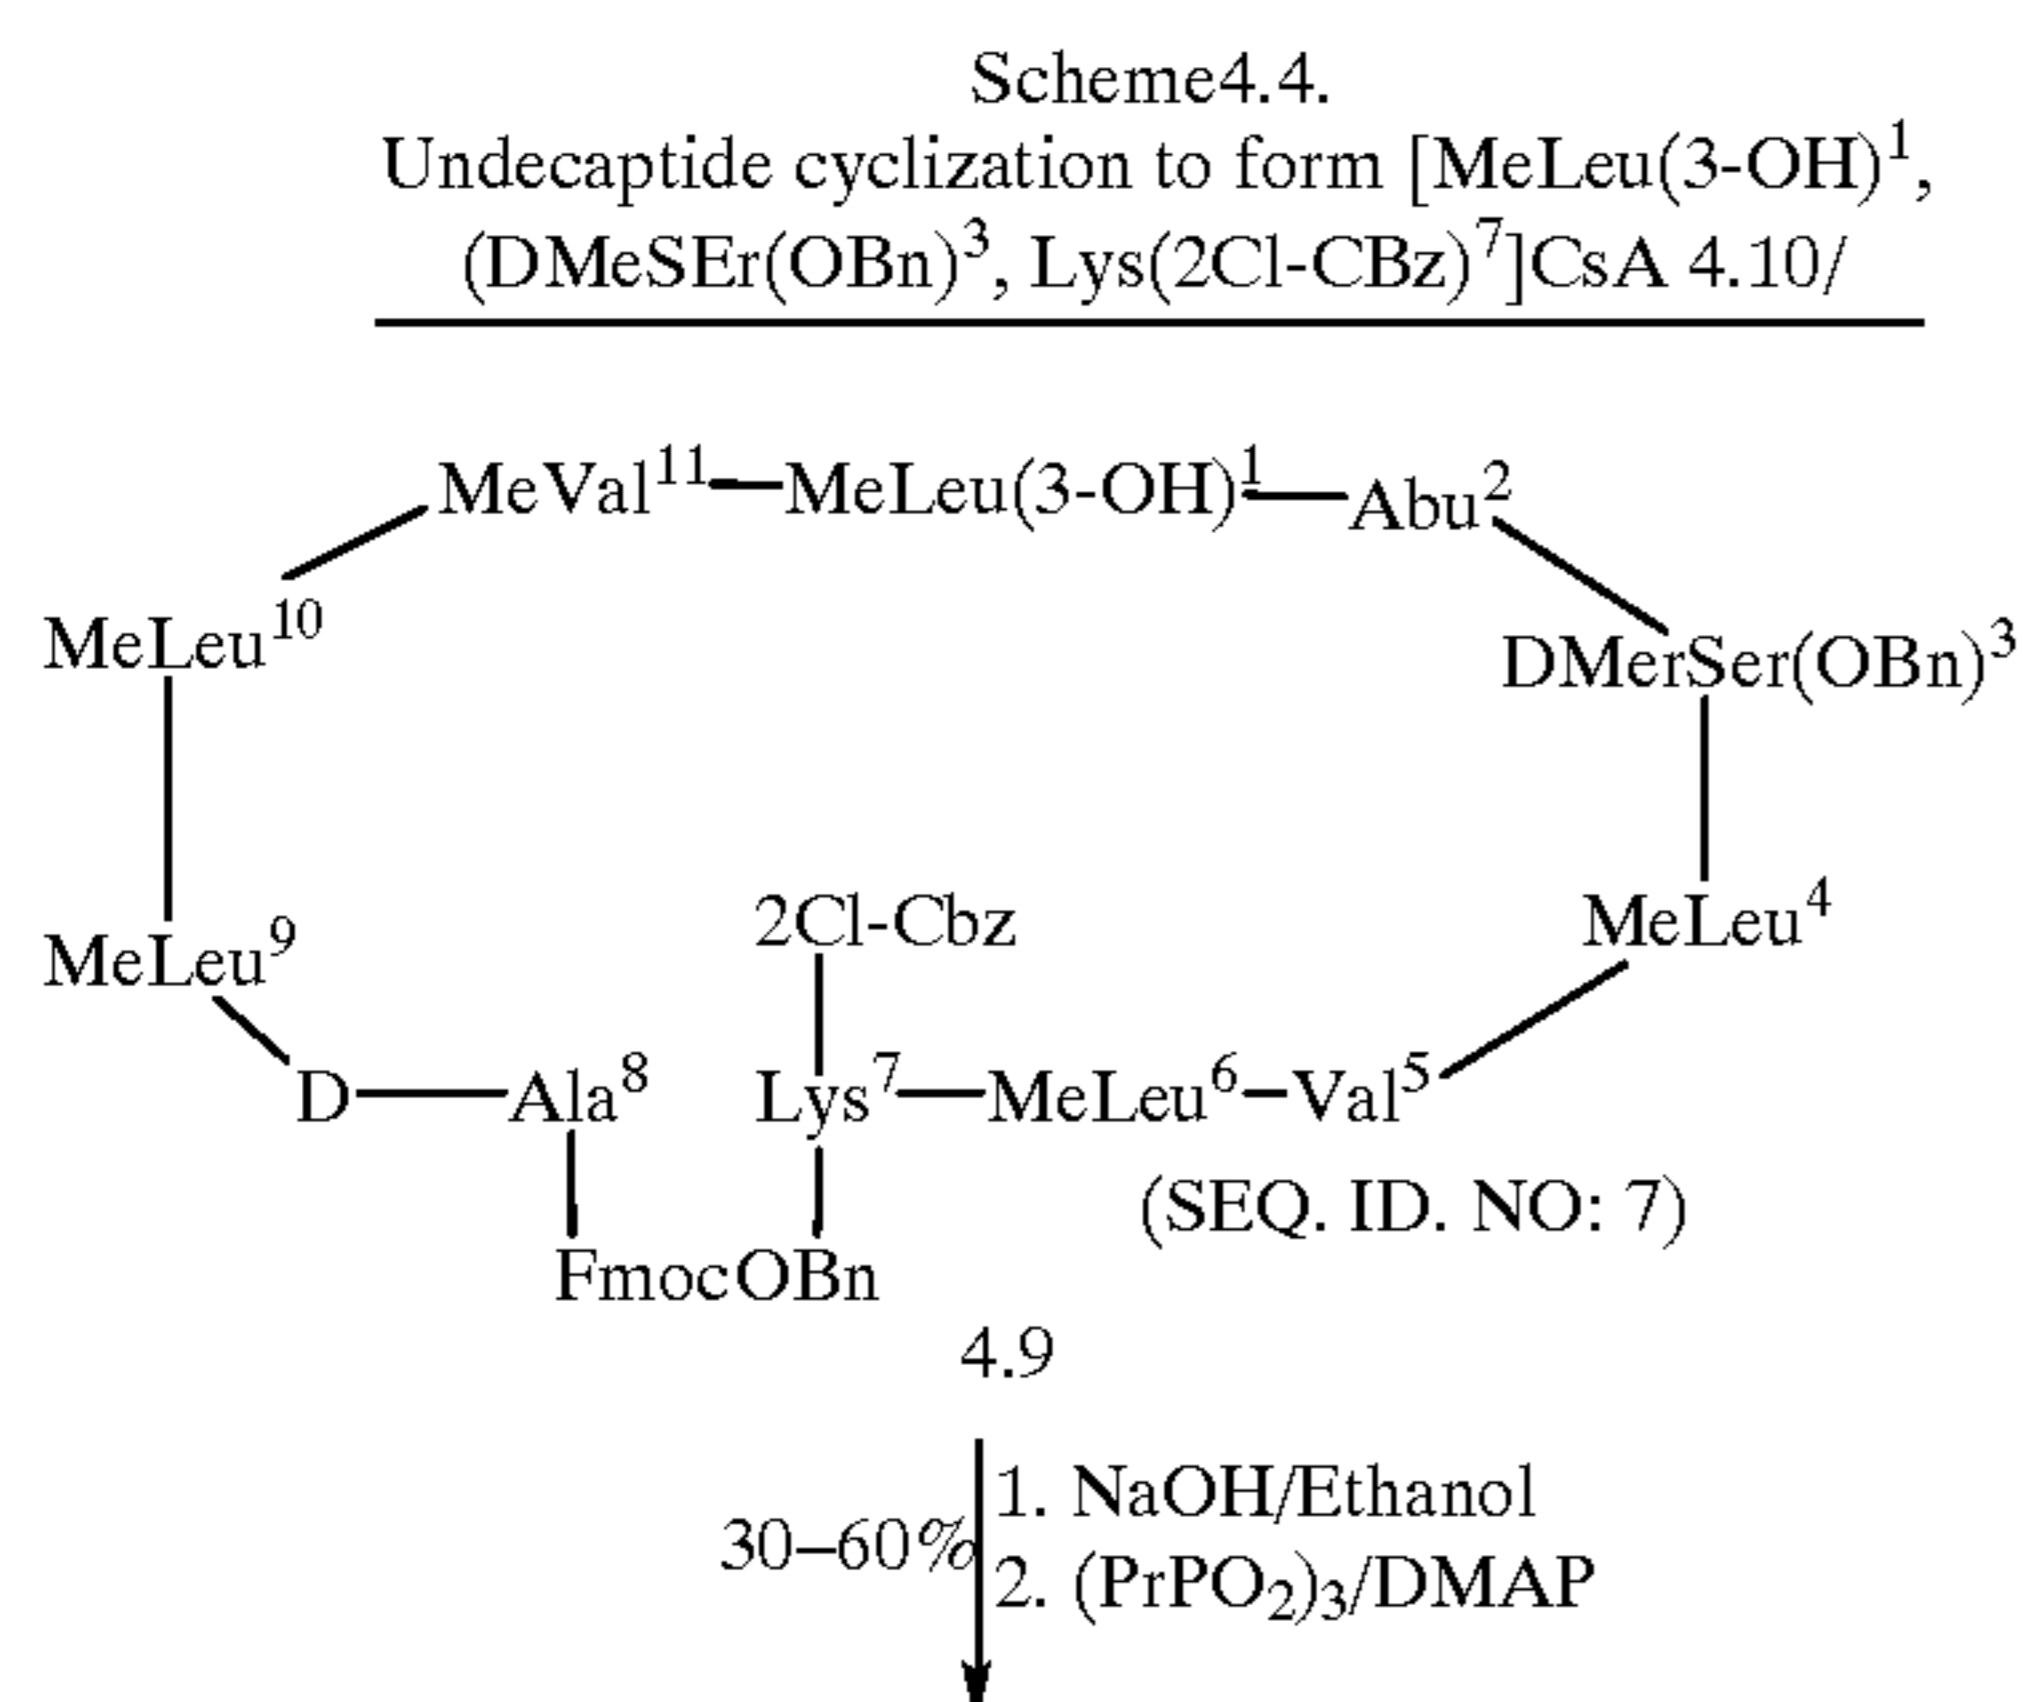 Scheme4.4.
Undecaptide cyclization to form [MeLeu(3-OH)¹,
(DMeSEr(OBn)³, Lys(2Cl-CBz)⁷]CsA 4.10/
MeVal¹¹ MeLeu(3-OH)¹ Abu²
MeLeu¹⁰ DMerSer(OBn)³
2Cl-Cbz MeLeu⁴
MeLeu⁹
D Ala⁸ Lys⁷ MeLeu⁶ Val⁵
(SEQ. ID. NO: 7)
FmocOBn
4.9
1. NaOH/Ethanol
30–60%
2. (PrPO₂)₃/DMAP